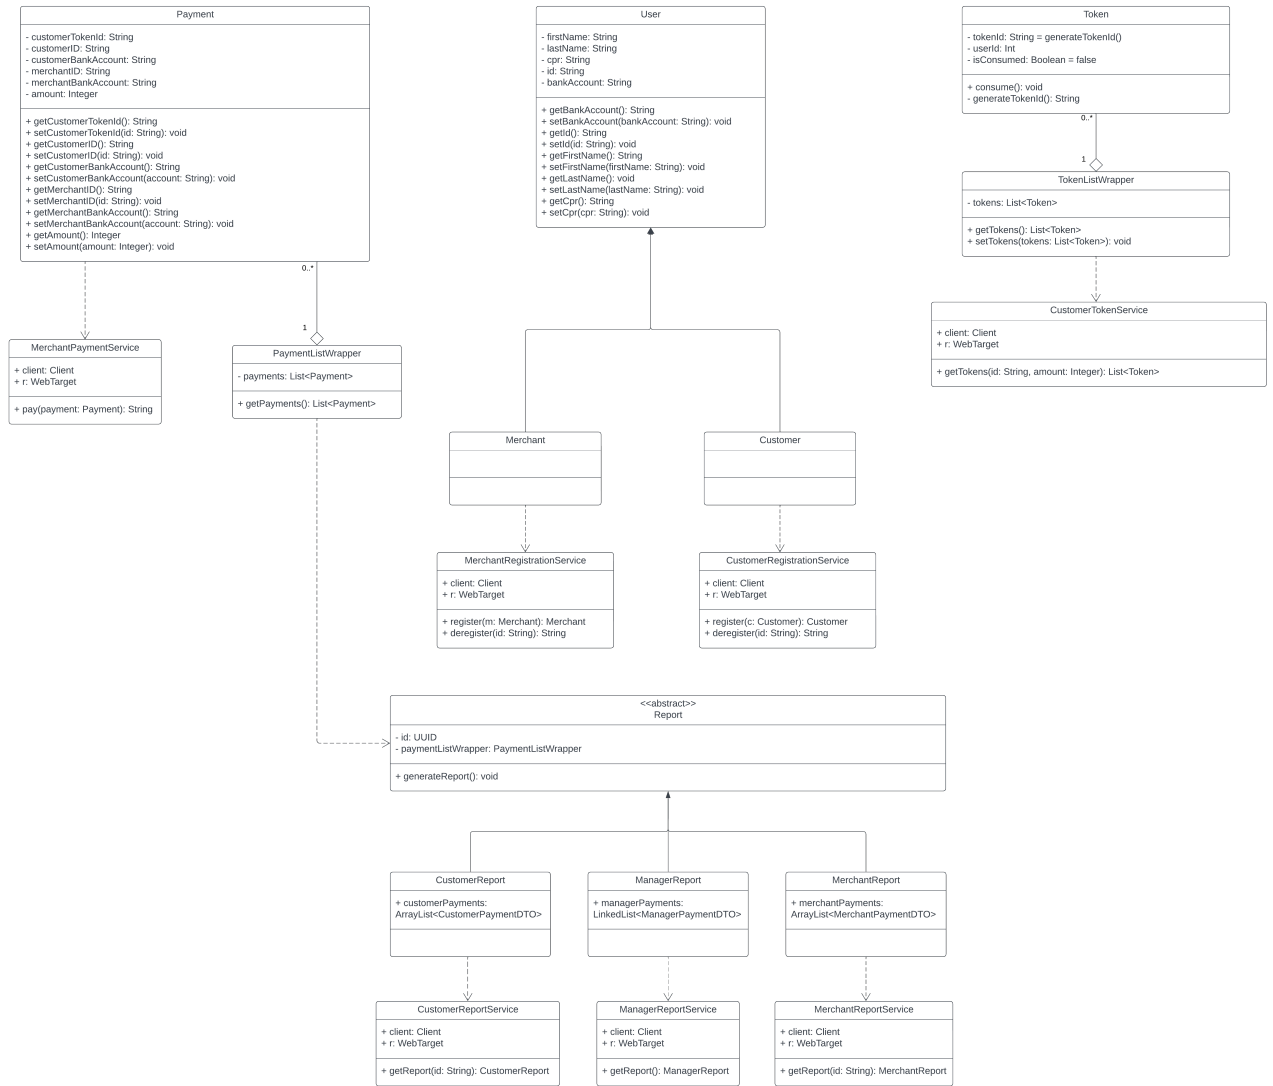 Payment
- customerTokenId: String
- customerID: String
- customerBankAccount: String
- merchantID: String
- merchantBankAccount: String
- amount: Integer
+ getCustomerTokenId(): String
+ setCustomerTokenId(id: String): void
+ getCustomerID(): String
+ setCustomerID(id: String): void
+ getCustomerBankAccount(): String
+ setCustomerBankAccount(account: String): void
+ getMerchantID(): String
+ setMerchantID(id: String): void
+ getMerchantBankAccount(): String
+ setMerchantBankAccount(account: String): void
+ getAmount(): Integer
+ setAmount(amount: Integer): void
User
- firstName: String
- lastName: String
- cpr: String
- id: String
- bankAccount: String
+ getBankAccount(): String
+ setBankAccount(bankAccount: String): void
+ getId(): String
+ setId(id: String): void
+ getFirstName(): String
+ setFirstName(firstName: String): void
+ getLastName(): void
+ setLastName(lastName: String): void
+ getCpr(): String
+ setCpr(cpr: String): void
Token
- tokenId: String = generateTokenId()
- userId: Int
- isConsumed: Boolean = false
+ consume(): void
- generateTokenId(): String
0..*
1
TokenListWrapper
- tokens: List<Token>
+ getTokens(): List<Token>
+ setTokens(tokens: List<Token>): void
CustomerTokenService
+ client: Client
+ r: WebTarget
+ getTokens(id: String, amount: Integer): List<Token>
0..*
1
MerchantPaymentService
+ client: Client
+ r: WebTarget
+ pay(payment: Payment): String
PaymentListWrapper
- payments: List<Payment>
+ getPayments(): List<Payment>
Merchant
Customer
MerchantRegistrationService
+ client: Client
+ r: WebTarget
+ register(m: Merchant): Merchant
+ deregister(id: String): String
CustomerRegistrationService
+ client: Client
+ r: WebTarget
+ register(c: Customer): Customer
+ deregister(id: String): String
<<abstract>>
Report
- id: UUID
- paymentListWrapper: PaymentListWrapper
+ generateReport(): void
CustomerReport
+ customerPayments:
ArrayList<CustomerPaymentDTO>
ManagerReport
+ managerPayments:
LinkedList<ManagerPaymentDTO>
MerchantReport
+ merchantPayments:
ArrayList<MerchantPaymentDTO>
CustomerReportService
+ client: Client
+ r: WebTarget
+ getReport(id: String): CustomerReport
ManagerReportService
+ client: Client
+ r: WebTarget
+ getReport(): ManagerReport
MerchantReportService
+ client: Client
+ r: WebTarget
+ getReport(id: String): MerchantReport